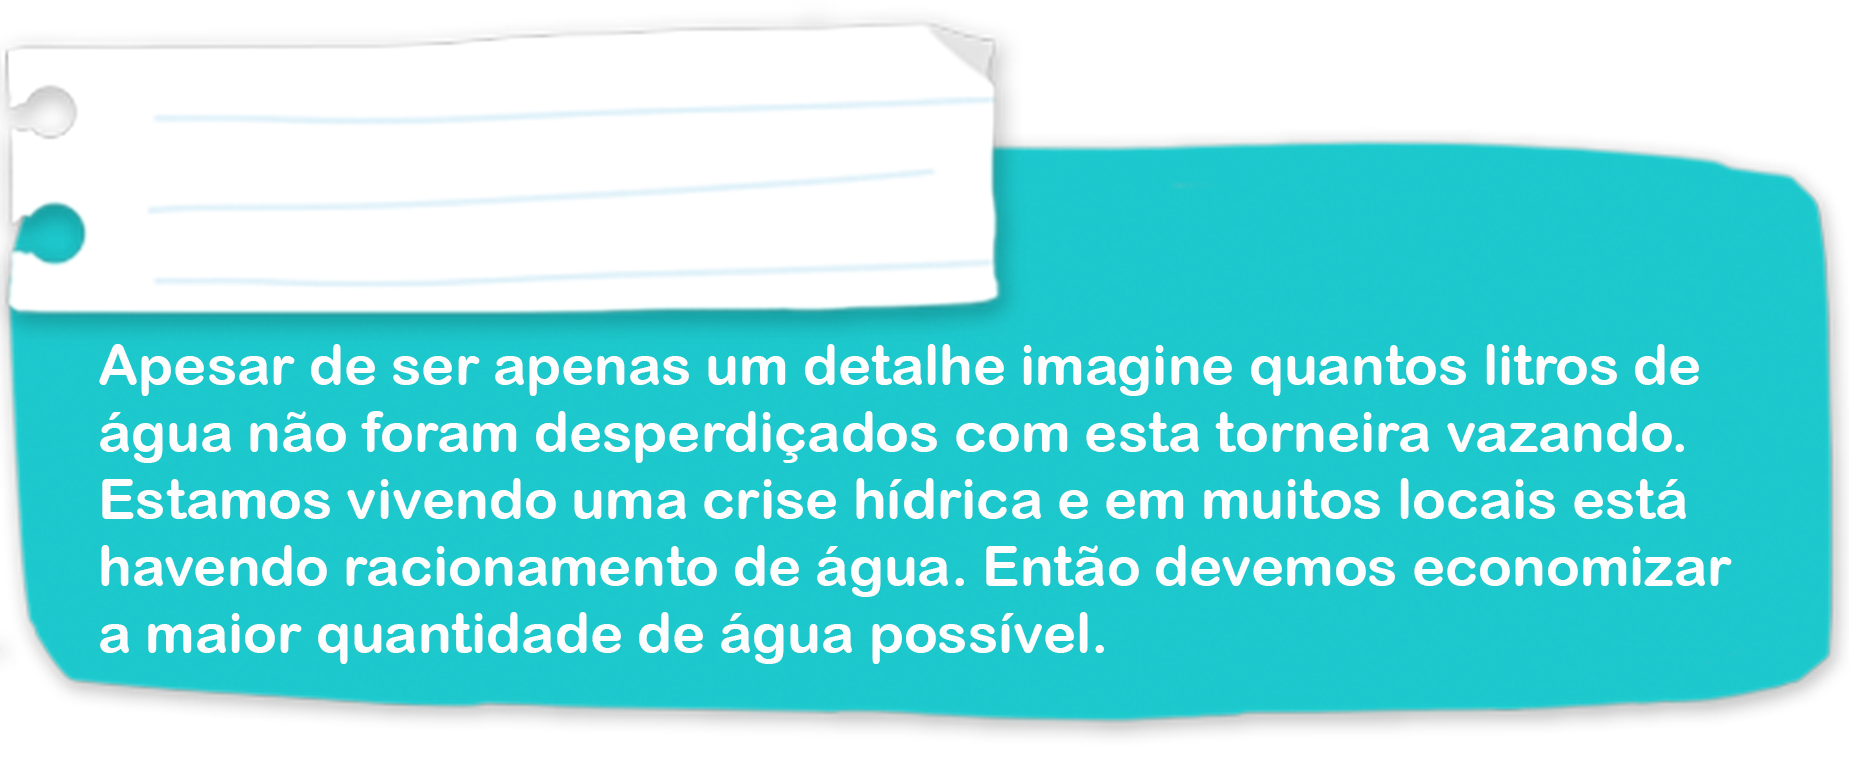 Apesar de ser apenas um detalhe imagine quantos litros de
água não foram desperdiçados com esta torneira vazando.
Estamos vivendo uma crise hídrica e em muitos locais está
havendo racionamento de água. Então devemos economizar
a maior quantidade de água possível.